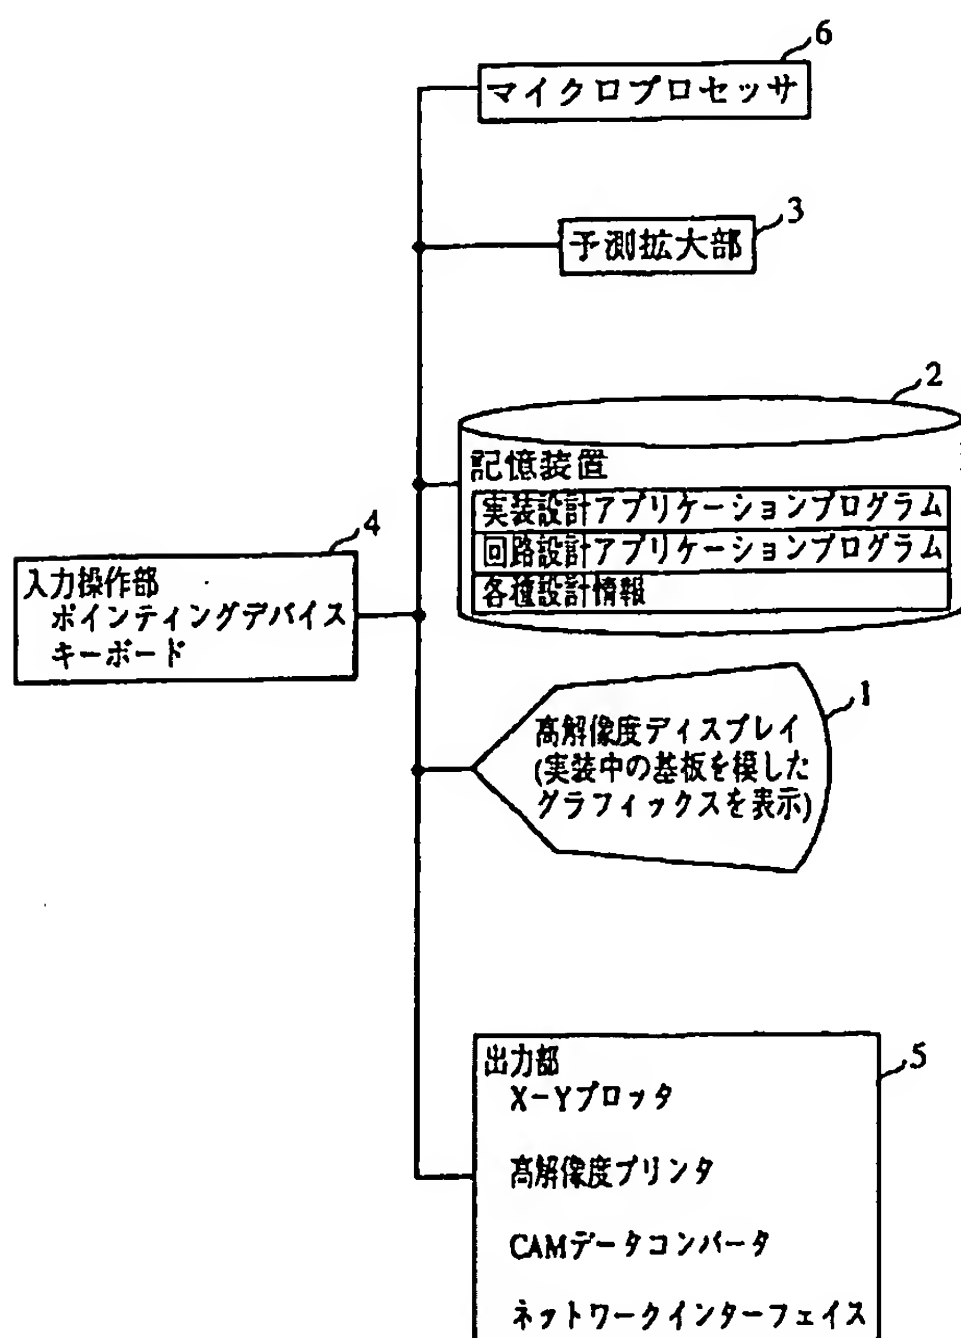 6
マイクロプロセッサ
3
予測拡大部
2
記憶装置
実装設計アプリケーションプログラム
回路設計アプリケーションプログラム
各種設計情報
4
入力操作部
ポインティングデバイス
キーボード
1
高解像度ディスプレイ
(実装中の基板を模した
グラフィックスを表示)
5
出力部
X-Yプロッタ
高解像度プリンタ
CAMデータコンバータ
ネットワークインターフェイス